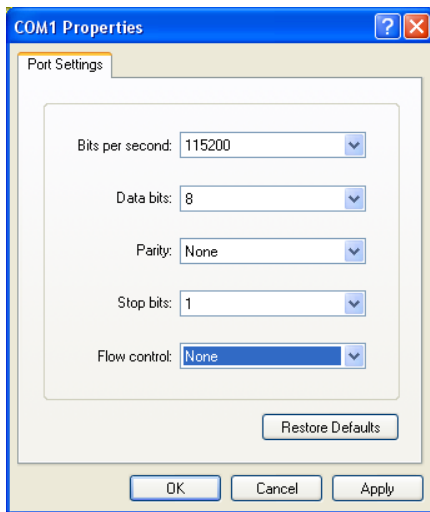 COM1 Properties
Port Settings
Bits per second: 115200
Data bits: 8
Parity: None
Stop bits: 1
Flow control: None
Restore Defaults
OK Cancel Apply